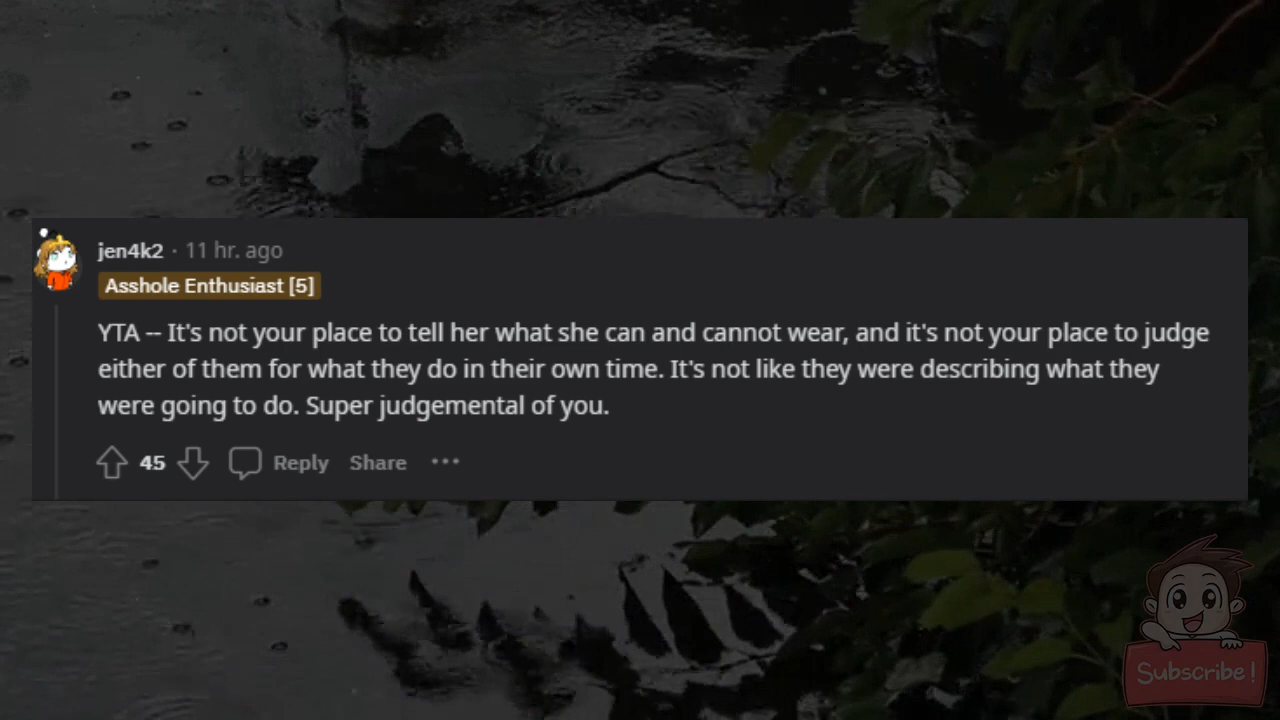 jen4k2 · 11 hr. ago
Asshole Enthusiast [5]
YTA -- It's not your place to tell her what she can and cannot wear, and it's not your place to judge
either of them for what they do in their own time. It's not like they were describing what they
were going to do. Super judgemental of you.
45 Reply Share ···
Subscribe!